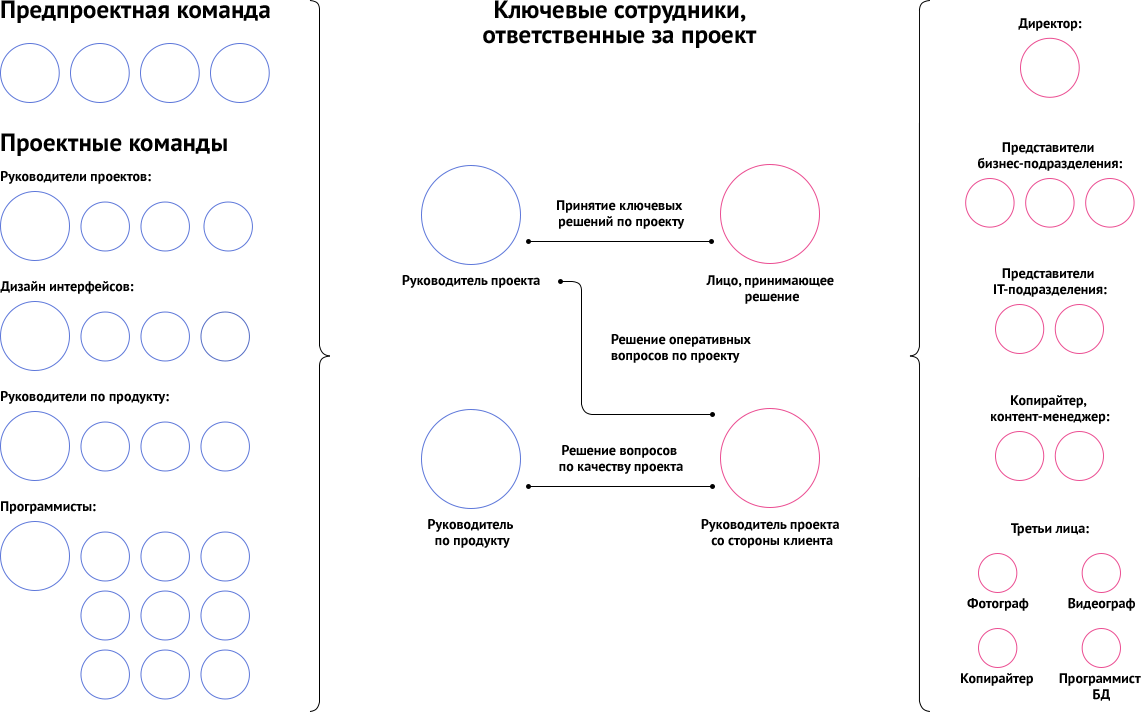 Предпроектная команда
Проектные команды
Руководители проектов:
Дизайн интерфейсов:
Руководители по продукту:
Программисты:
Ключевые сотрудники,
ответственные за проект
Принятие ключевых
решений по проекту
Руководитель проекта
Лицо, принимающее
решение
Решение оперативных
вопросов по проекту
Решение вопросов
по качеству проекта
Руководитель
по продукту
Руководитель проекта
со стороны клиента
Директор:
Представители
бизнес-подразделения:
Представители
IT-подразделения:
Копирайтер,
контент-менеджер:
Третьи лица:
Фотограф
Видеограф
Копирайтер
Программист
БД